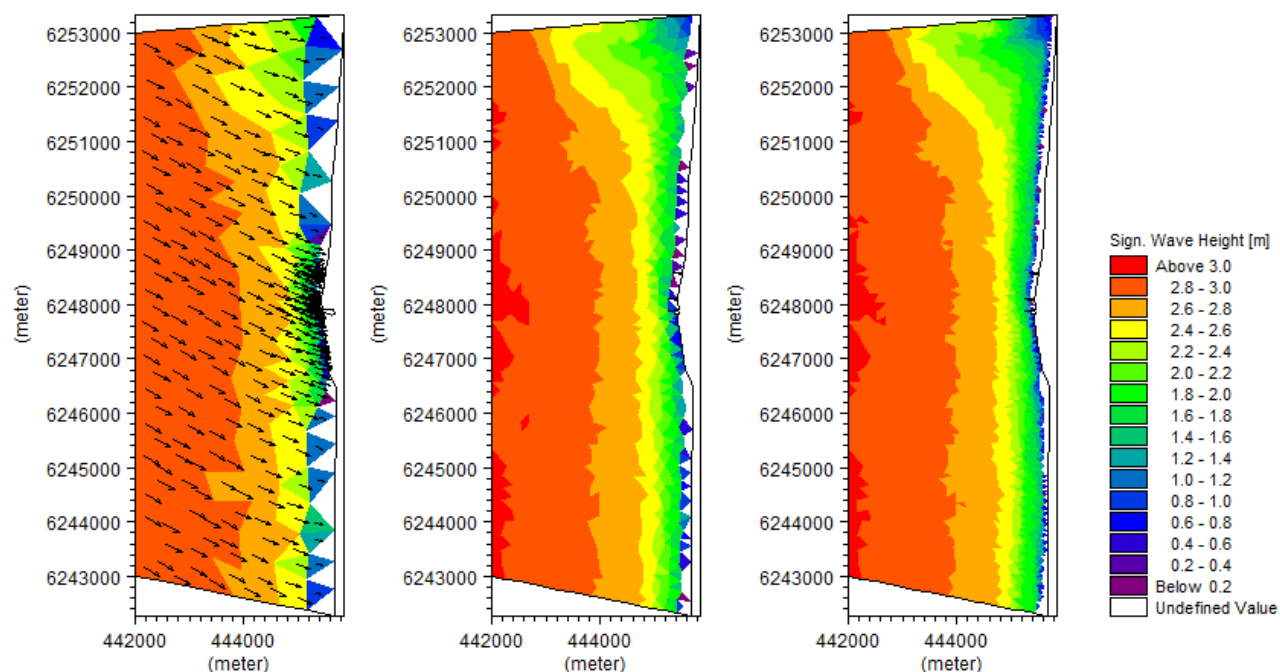 6253000
6252000
6251000
6250000
6249000
6248000
6247000
6246000
6245000
6244000
6243000
(meter)
442000 444000
(meter)
6253000
6252000
6251000
6250000
6249000
6248000
6247000
6246000
6245000
6244000
6243000
(meter)
442000 444000
(meter)
6253000
6252000
6251000
6250000
6249000
6248000
6247000
6246000
6245000
6244000
6243000
(meter)
442000 444000
(meter)
Sign. Wave Height [m]
Above 3.0
2.8 - 3.0
2.6 - 2.8
2.4 - 2.6
2.2 - 2.4
2.0 - 2.2
1.8 - 2.0
1.6 - 1.8
1.4 - 1.6
1.2 - 1.4
1.0 - 1.2
0.8 - 1.0
0.6 - 0.8
0.4 - 0.6
0.2 - 0.4
Below 0.2
Undefined Value